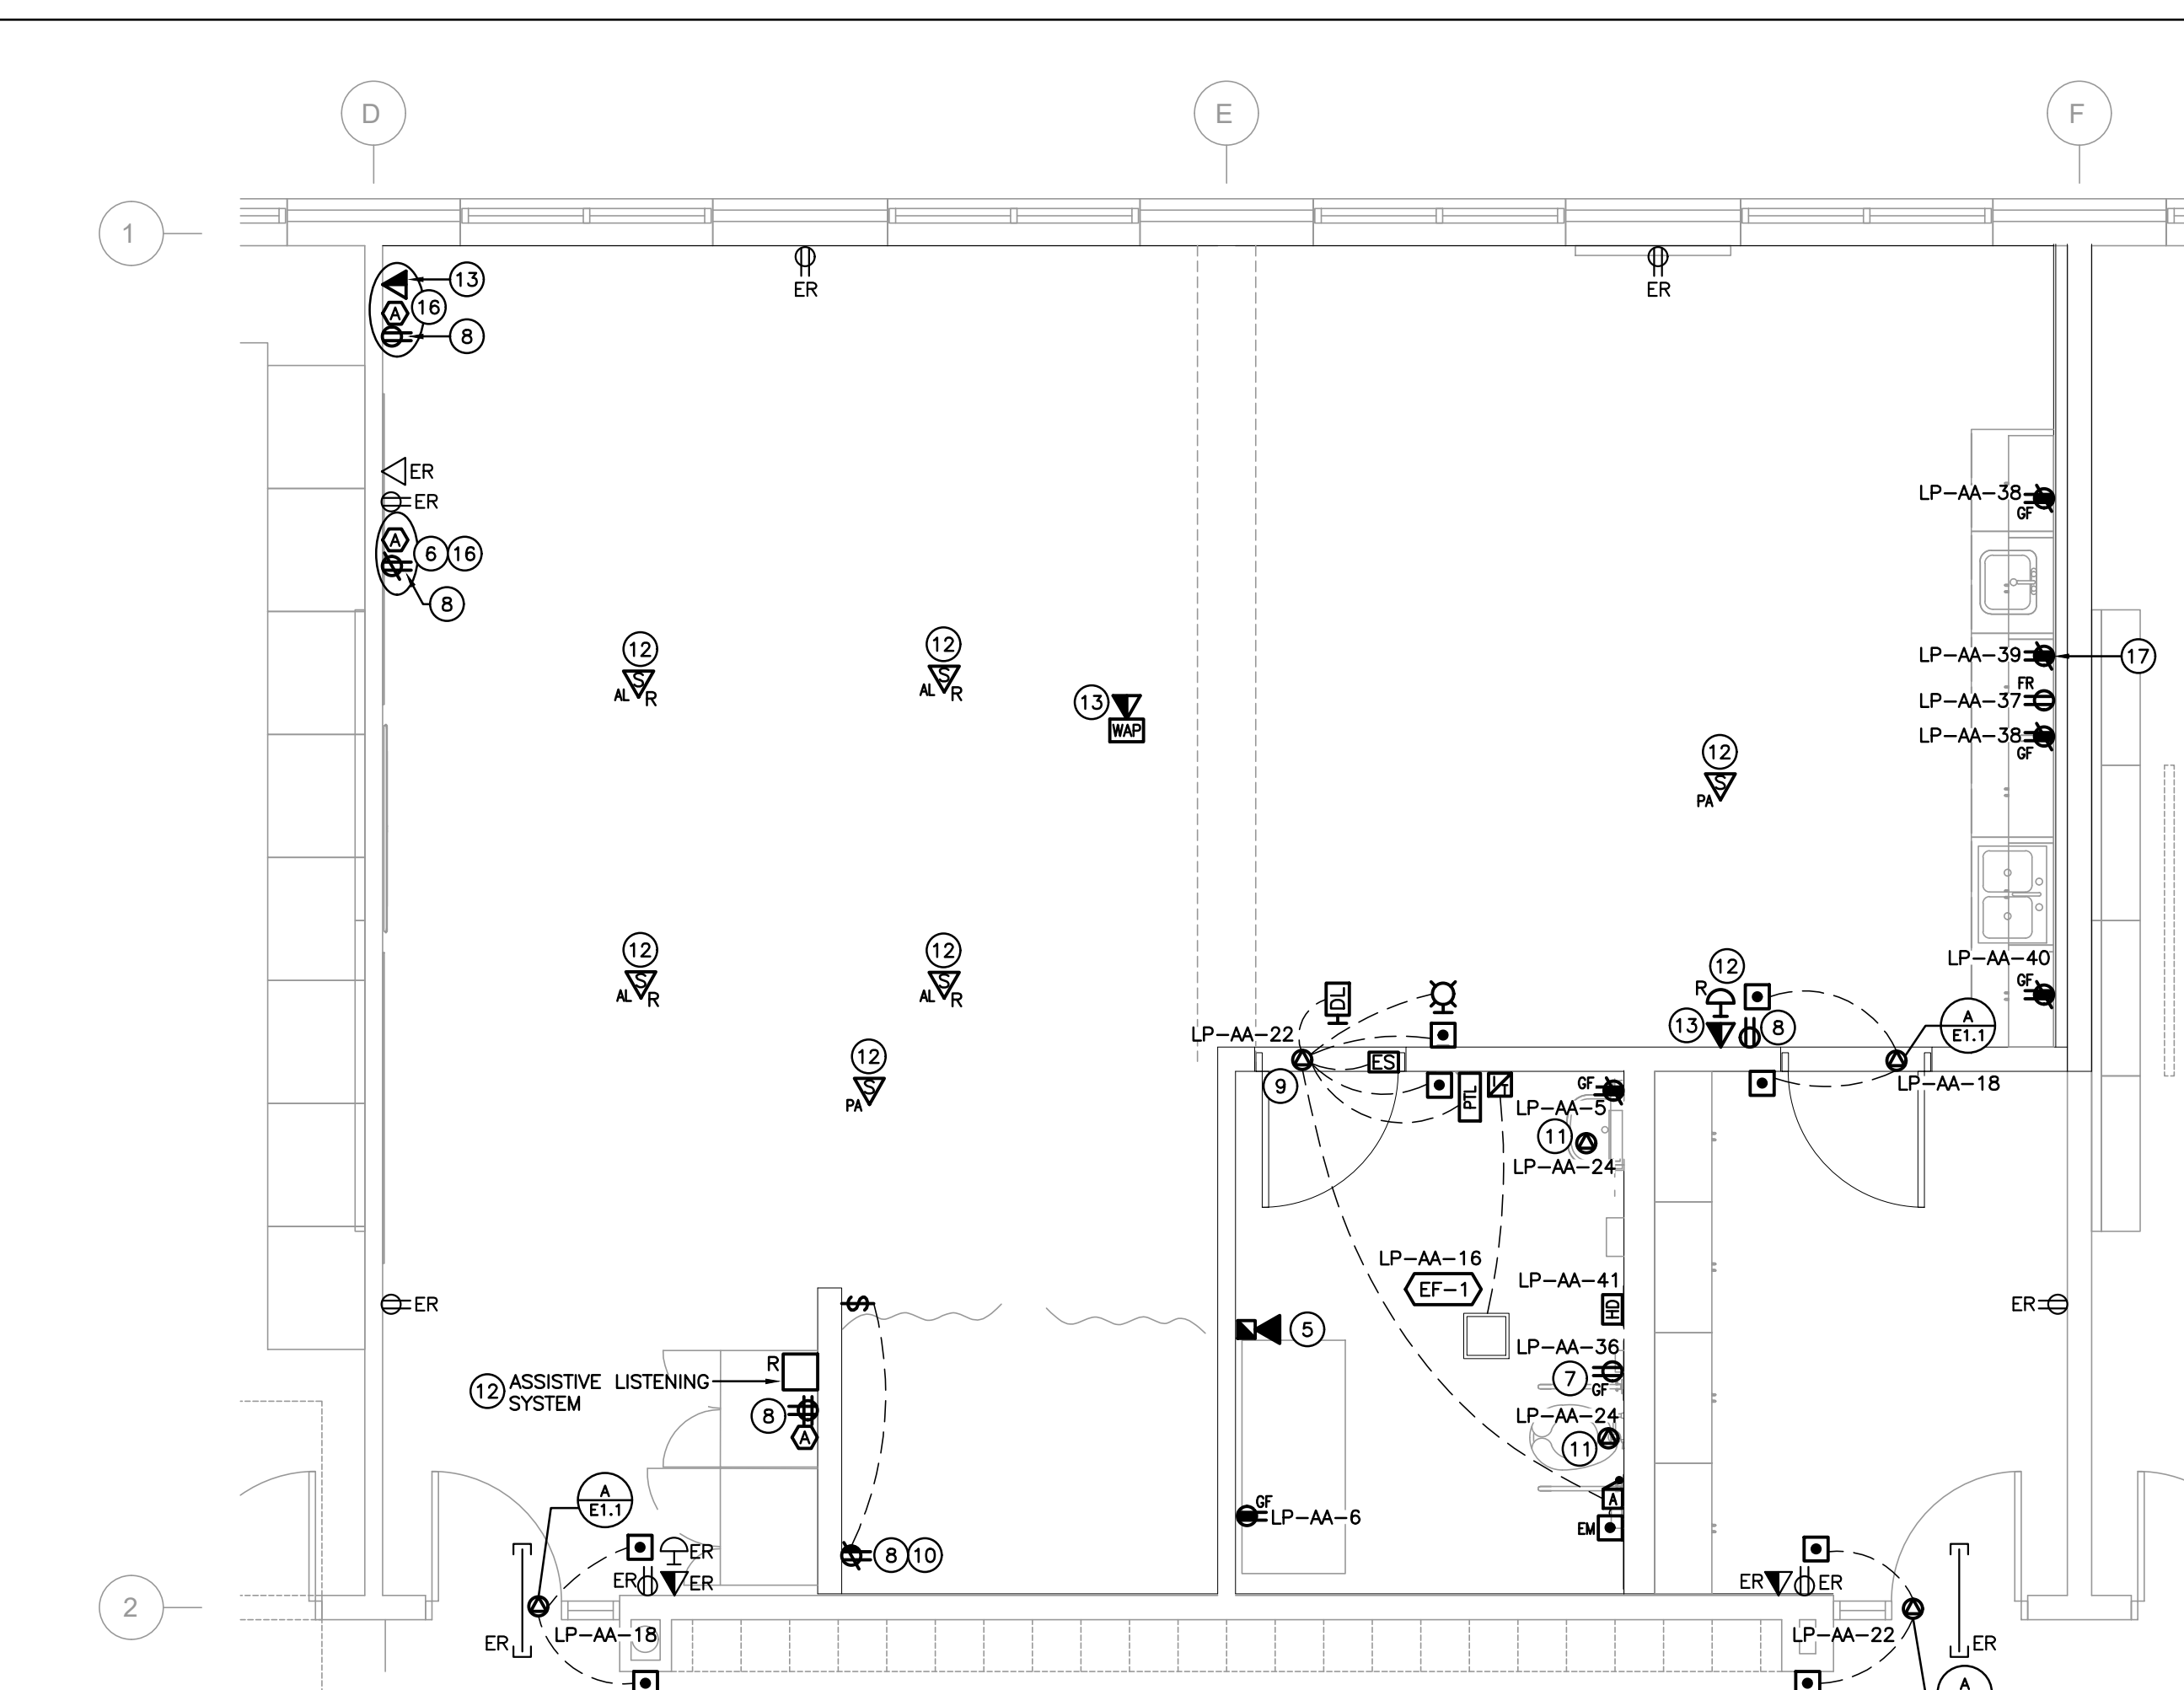 D
E
F
1
13
16
A
8
ER
ER
ER
ER
A
6
16
8
LP-AA-38
GF
12
S
AL
R
12
S
AL
R
13
WAP
LP-AA-39
17
FR
LP-AA-37
LP-AA-38
GF
12
S
PA
12
S
AL
R
12
S
AL
R
LP-AA-40
GF
12
R
13
8
A
E1.1
LP-AA-18
DL
LP-AA-22
ES
9
PTL
I
T
GF
LP-AA-5
11
LP-AA-24
12
S
PA
LP-AA-16
EF-1
LP-AA-41
HD
ER
$
ER
5
LP-AA-36
7
GF
R
12 ASSISTIVE LISTENING
SYSTEM
8
A
LP-AA-24
11
A
EM
GF
LP-AA-6
A
E1.1
8
10
ER
ER
ER
ER
ER
2
ER
LP-AA-18
LP-AA-22
ER
A